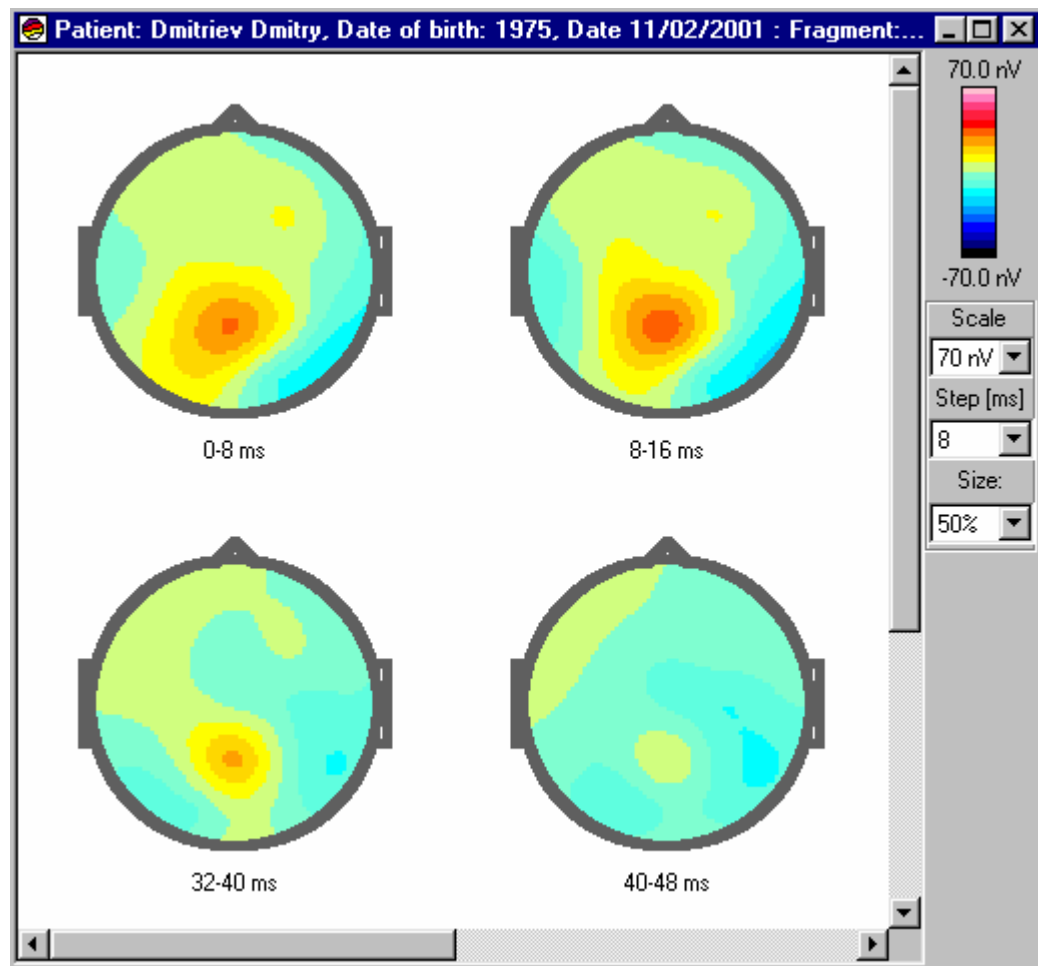 Patient: Dmitriev Dmitry, Date of birth: 1975, Date 11/02/2001 : Fragment:...
70.0 nV
-70.0 nV
Scale
70 nV
Step [ms]
8
Size:
50%
0-8 ms
8-16 ms
32-40 ms
40-48 ms